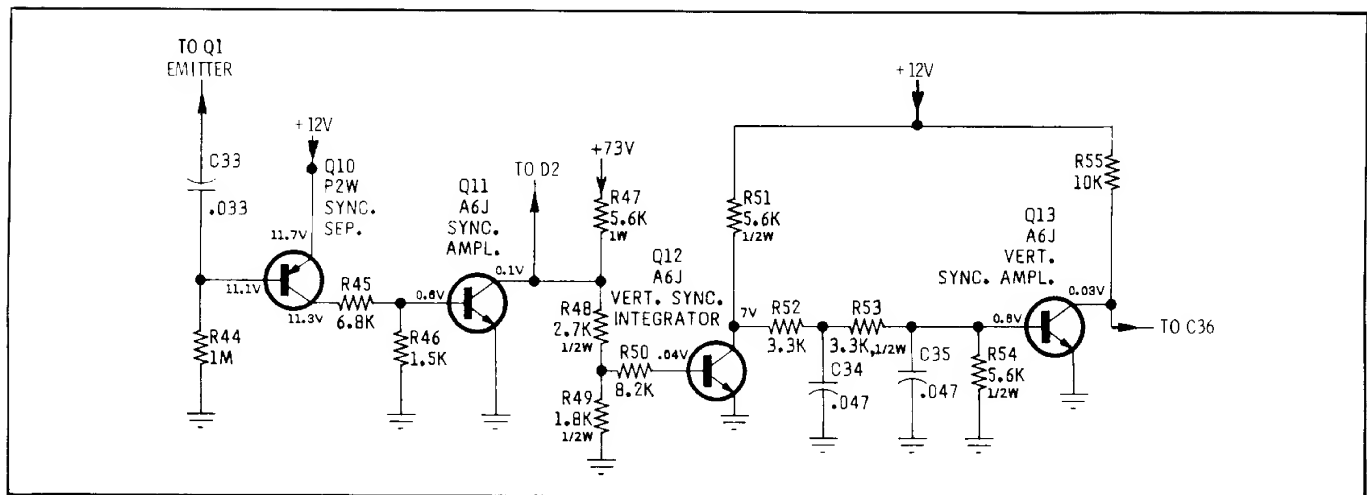 TO Q1
EMITTER
C33
.033
+12V
Q10
P2W
SYNC.
SEP.
11.7V
11.1V
11.3V
R44
1M
R45
6.8K
R46
1.5K
Q11
A6J
SYNC.
AMPL.
0.6V
0.1V
TO D2
+73V
R47
5.6K
1W
R48
2.7K
1/2W
R49
1.8K
1/2W
R50
8.2K
.04V
Q12
A6J
VERT. SYNC.
INTEGRATOR
+12V
R51
5.6K
1/2W
7V
R52
3.3K
R53
3.3K,1/2W
C34
.047
C35
.047
R54
5.6K
1/2W
0.6V
Q13
A6J
VERT.
SYNC. AMPL.
0.03V
R55
10K
TO C36